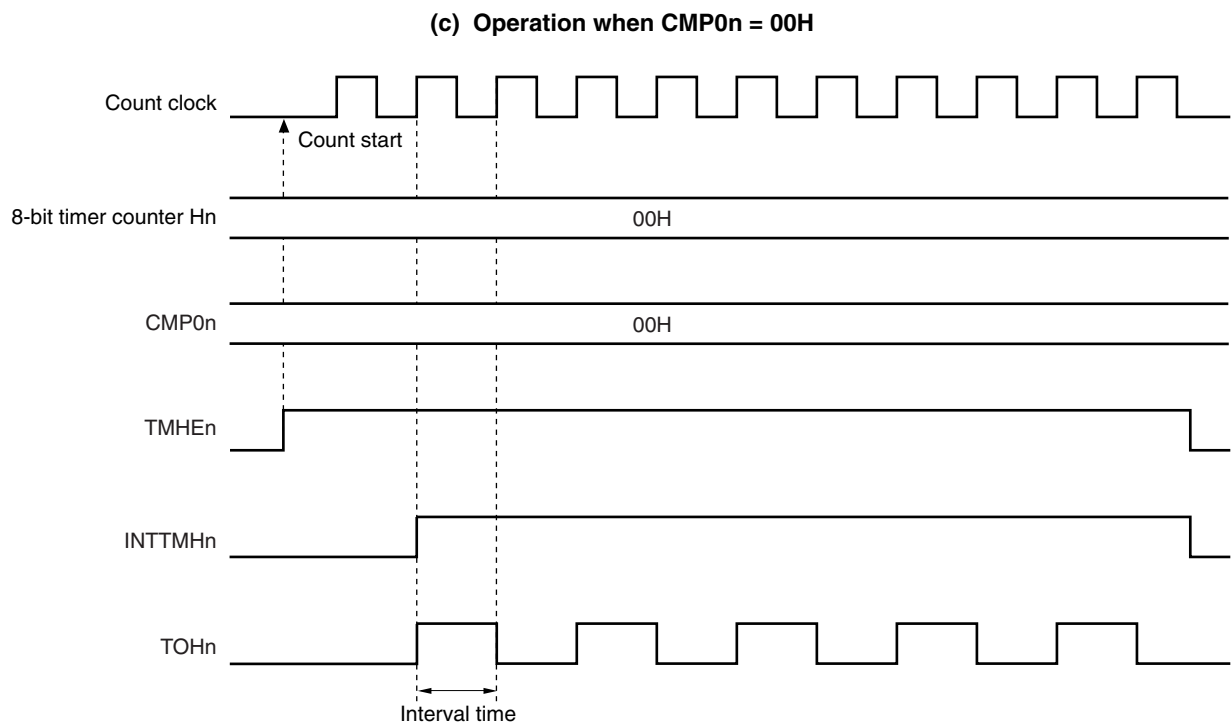 (c) Operation when CMP0n = 00H
Count clock
Count start
8-bit timer counter Hn
00H
CMP0n
00H
TMHEn
INTTMHn
TOHn
Interval time